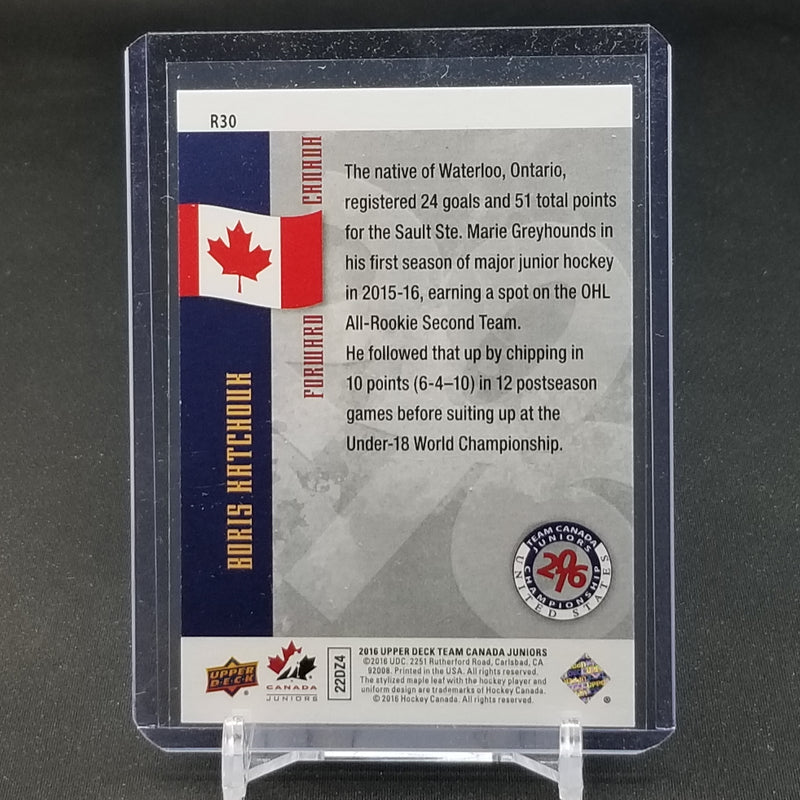 R30
FORWARD CANADA
BORIS KATCHOUK
The native of Waterloo, Ontario,
registered 24 goals and 51 total points
for the Sault Ste. Marie Greyhounds in
his first season of major junior hockey
in 2015-16, earning a spot on the OHL
All-Rookie Second Team.
He followed that up by chipping in
10 points (6-4–10) in 12 postseason
games before suiting up at the
Under-18 World Championship.
TEAM CANADA
JUNIORS
2016
CHAMPIONSHIP
UNITED STATES
UPPER
DECK
CANADA
JUNIORS
22DZ4
2016 UPPER DECK TEAM CANADA JUNIORS
©2016 UDC. 2251 Rutherford Road, Carlsbad, CA
92008. Printed in the USA. All rights reserved.
The stylized maple leaf with the hockey player and
uniform design are trademarks of Hockey Canada.
© 2016 Hockey Canada. All rights reserved.
®